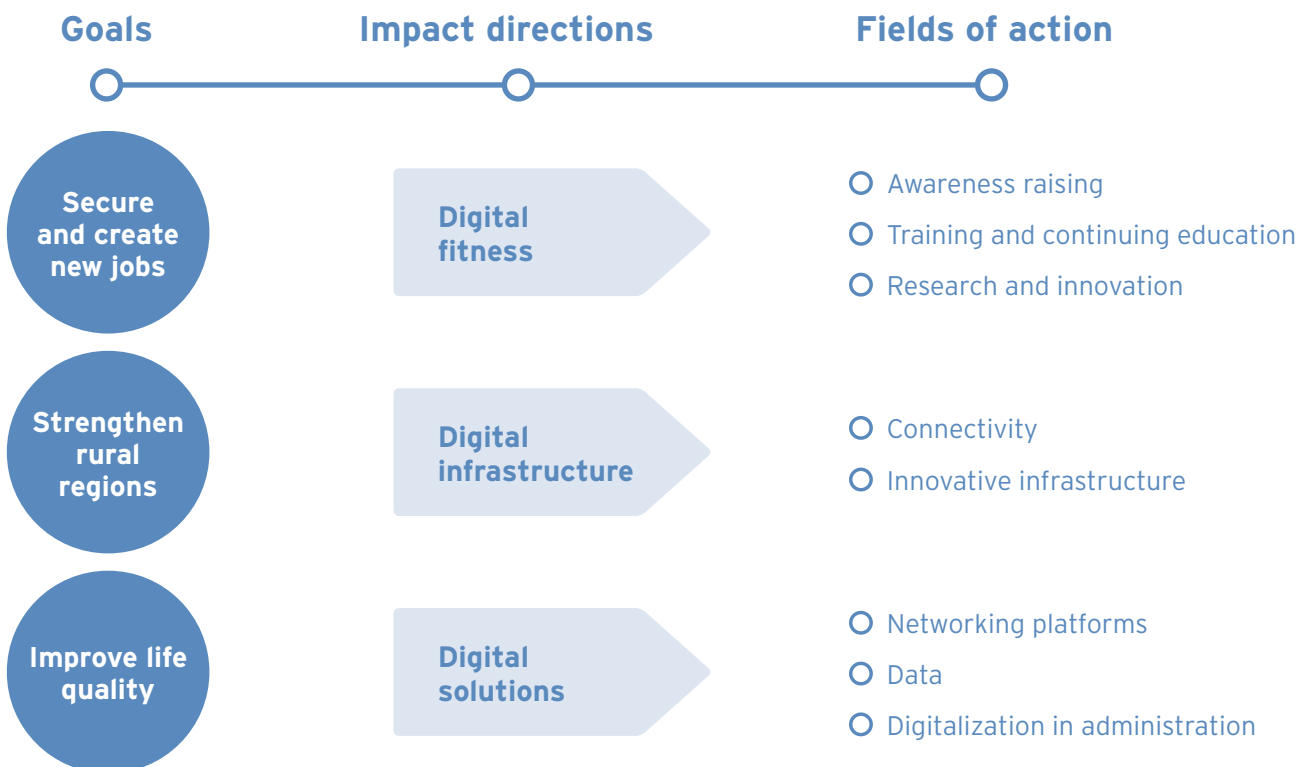 Goals
Impact directions
Fields of action
Secure
and create
new jobs
Digital
fitness
Awareness raising
Training and continuing education
Research and innovation
Strengthen
rural
regions
Digital
infrastructure
Connectivity
Innovative infrastructure
Improve life
quality
Digital
solutions
Networking platforms
Data
Digitalization in administration